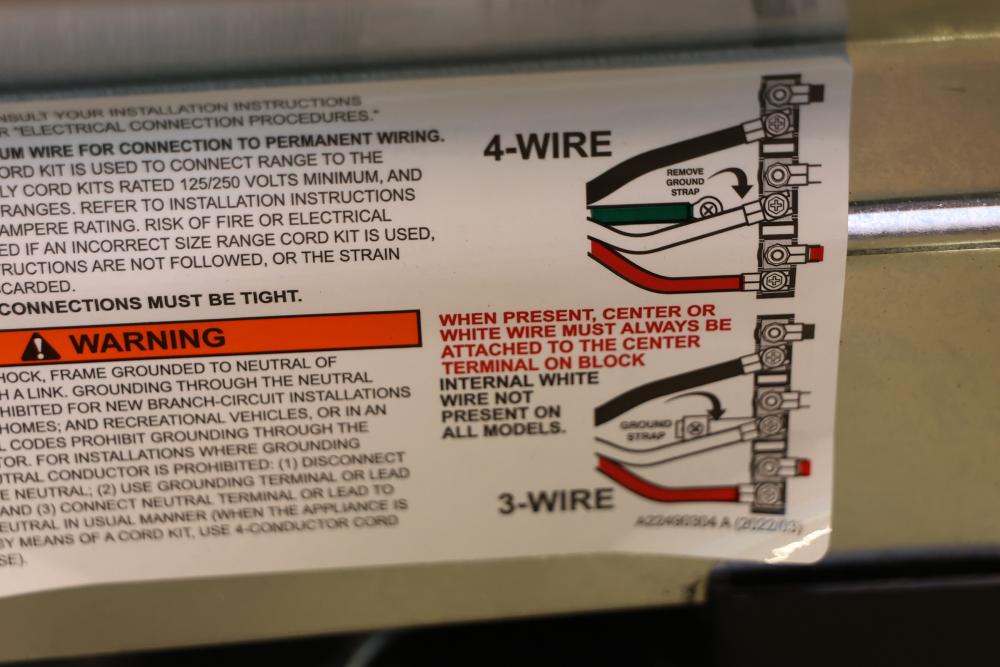 NSULT YOUR INSTALLATION INSTRUCTIONS
R "ELECTRICAL CONNECTION PROCEDURES."
UM WIRE FOR CONNECTION TO PERMANENT WIRING.
ORD KIT IS USED TO CONNECT RANGE TO THE
LY CORD KITS RATED 125/250 VOLTS MINIMUM, AND
RANGES. REFER TO INSTALLATION INSTRUCTIONS
AMPERE RATING. RISK OF FIRE OR ELECTRICAL
ED IF AN INCORRECT SIZE RANGE CORD KIT IS USED,
TRUCTIONS ARE NOT FOLLOWED, OR THE STRAIN
SCARDED.
CONNECTIONS MUST BE TIGHT.
WARNING
HOCK, FRAME GROUNDED TO NEUTRAL OF
H A LINK. GROUNDING THROUGH THE NEUTRAL
HIBITED FOR NEW BRANCH-CIRCUIT INSTALLATIONS
HOMES; AND RECREATIONAL VEHICLES, OR IN AN
L CODES PROHIBIT GROUNDING THROUGH THE
TOR. FOR INSTALLATIONS WHERE GROUNDING
UTRAL CONDUCTOR IS PROHIBITED: (1) DISCONNECT
E NEUTRAL; (2) USE GROUNDING TERMINAL OR LEAD
AND (3) CONNECT NEUTRAL TERMINAL OR LEAD TO
EUTRAL IN USUAL MANNER (WHEN THE APPLIANCE IS
BY MEANS OF A CORD KIT, USE 4-CONDUCTOR CORD
SE).
4-WIRE
REMOVE
GROUND
STRAP
WHEN PRESENT, CENTER OR
WHITE WIRE MUST ALWAYS BE
ATTACHED TO THE CENTER
TERMINAL ON BLOCK
INTERNAL WHITE
WIRE NOT
PRESENT ON
ALL MODELS.
GROUND
STRAP
3-WIRE
A22490304 A (2022/03)